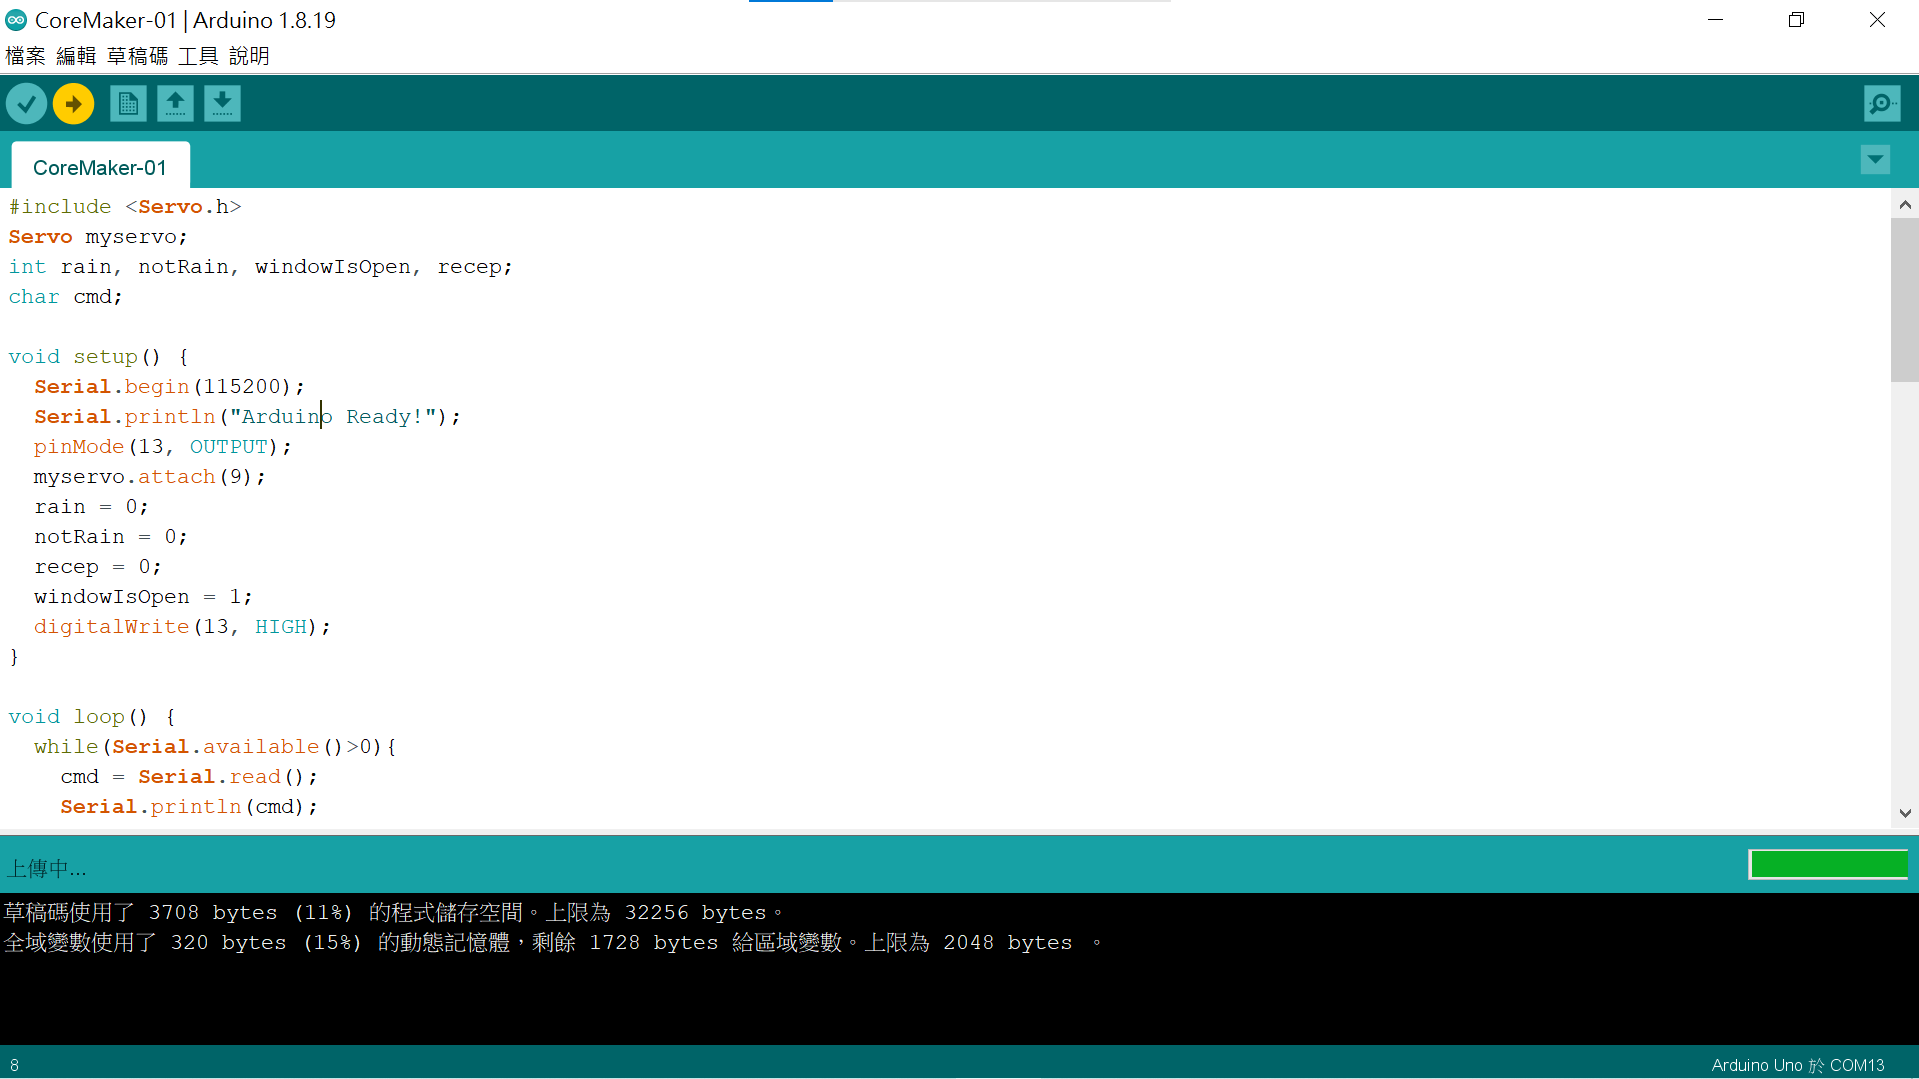 CoreMaker-01 | Arduino 1.8.19
檔案 編輯 草稿碼 工具 說明
CoreMaker-01
#include <Servo.h>
Servo myservo;
int rain, notRain, windowIsOpen, recep;
char cmd;
void setup() {
  Serial.begin(115200);
  Serial.println("Arduino Ready!");
  pinMode(13, OUTPUT);
  myservo.attach(9);
  rain = 0;
  notRain = 0;
  recep = 0;
  windowIsOpen = 1;
  digitalWrite(13, HIGH);
}
void loop() {
  while(Serial.available()>0){
    cmd = Serial.read();
    Serial.println(cmd);
上傳中...
草稿碼使用了 3708 bytes (11%) 的程式儲存空間。上限為 32256 bytes。
全域變數使用了 320 bytes (15%) 的動態記憶體，剩餘 1728 bytes 給區域變數。上限為 2048 bytes 。
8
Arduino Uno 於 COM13